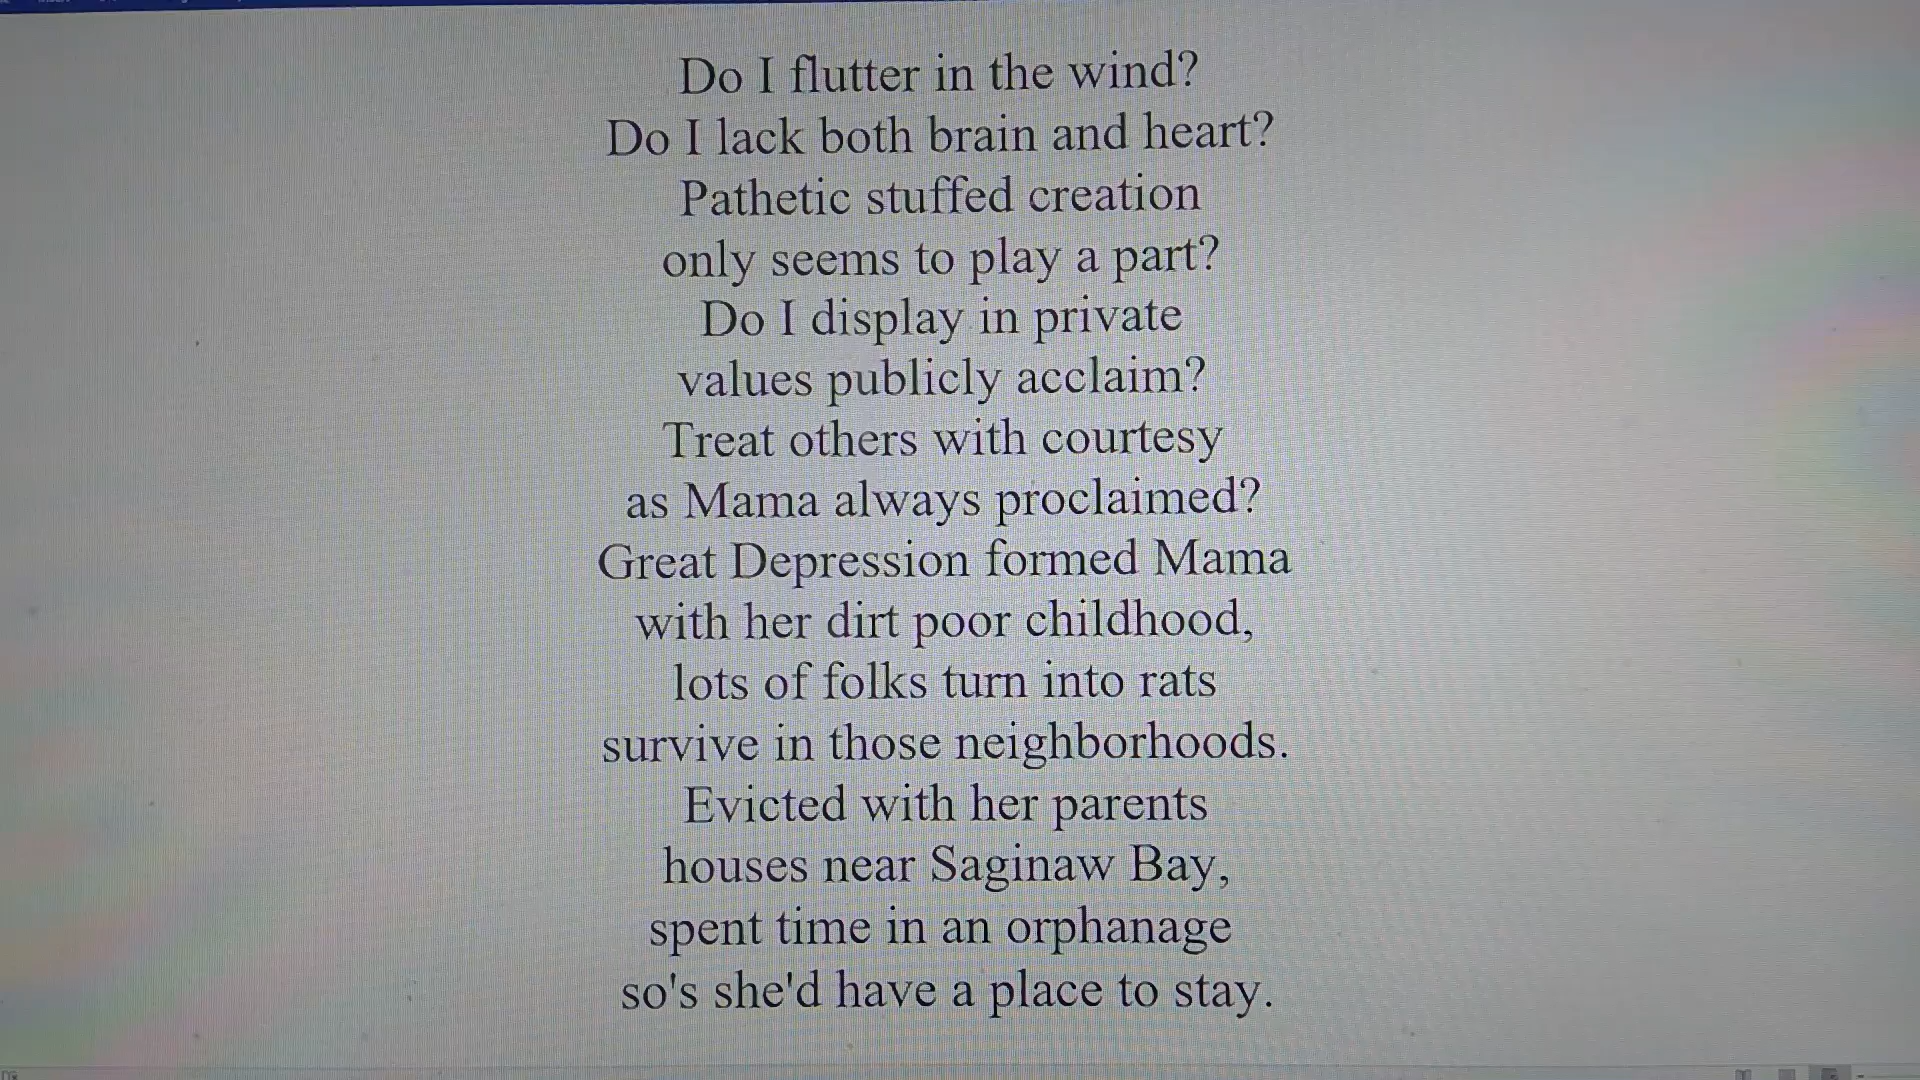 Do I flutter in the wind?
Do I lack both brain and heart?
Pathetic stuffed creation
only seems to play a part?
Do I display in private
values publicly acclaim?
Treat others with courtesy
as Mama always proclaimed?
Great Depression formed Mama
with her dirt poor childhood,
lots of folks turn into rats
survive in those neighborhoods.
Evicted with her parents
houses near Saginaw Bay,
spent time in an orphanage
so's she'd have a place to stay.